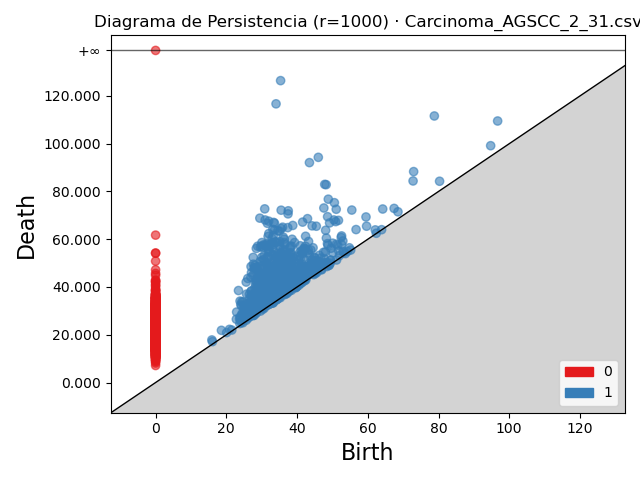 Diagrama de Persistencia (r=1000) · Carcinoma_AGSCC_2_31.csv
+∞
120.000
100.000
80.000
60.000
40.000
20.000
0.000
Death
0
1
0 20 40 60 80 100 120
Birth